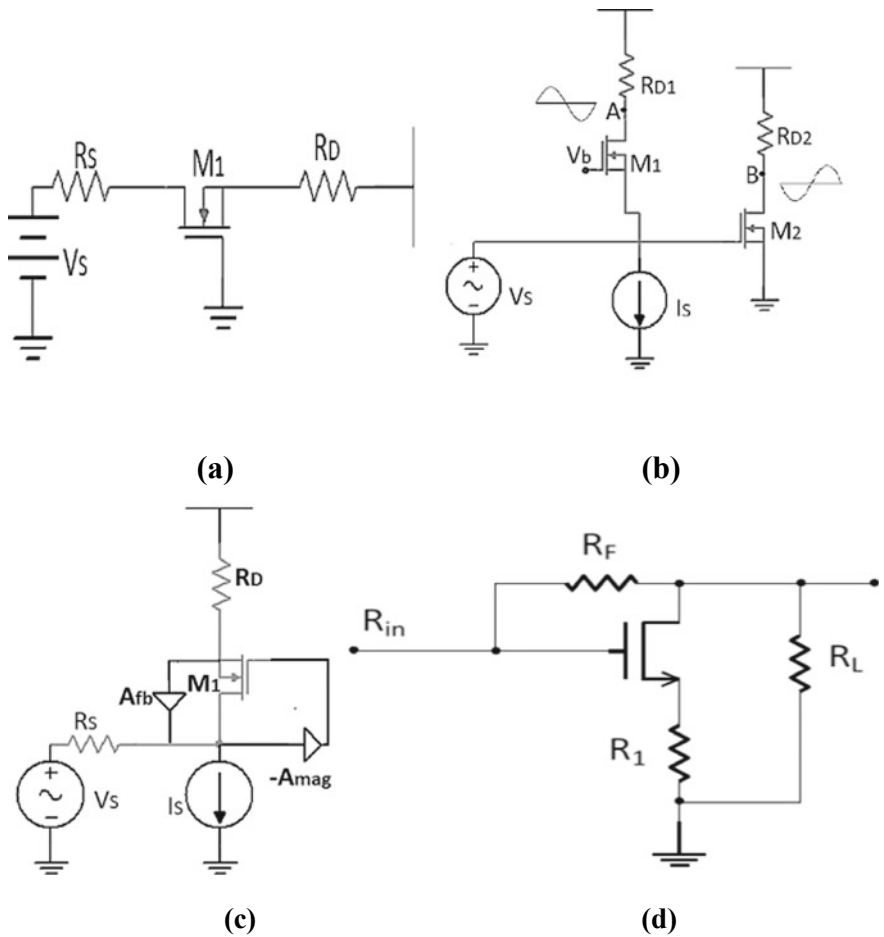 RS
M1
RD
VS
(a)
RD1
A
Vb
M1
RD2
B
M2
VS
IS
(b)
RD
M1
Afb
RS
VS
IS
-Amag
(c)
RF
Rin
RL
R1
(d)